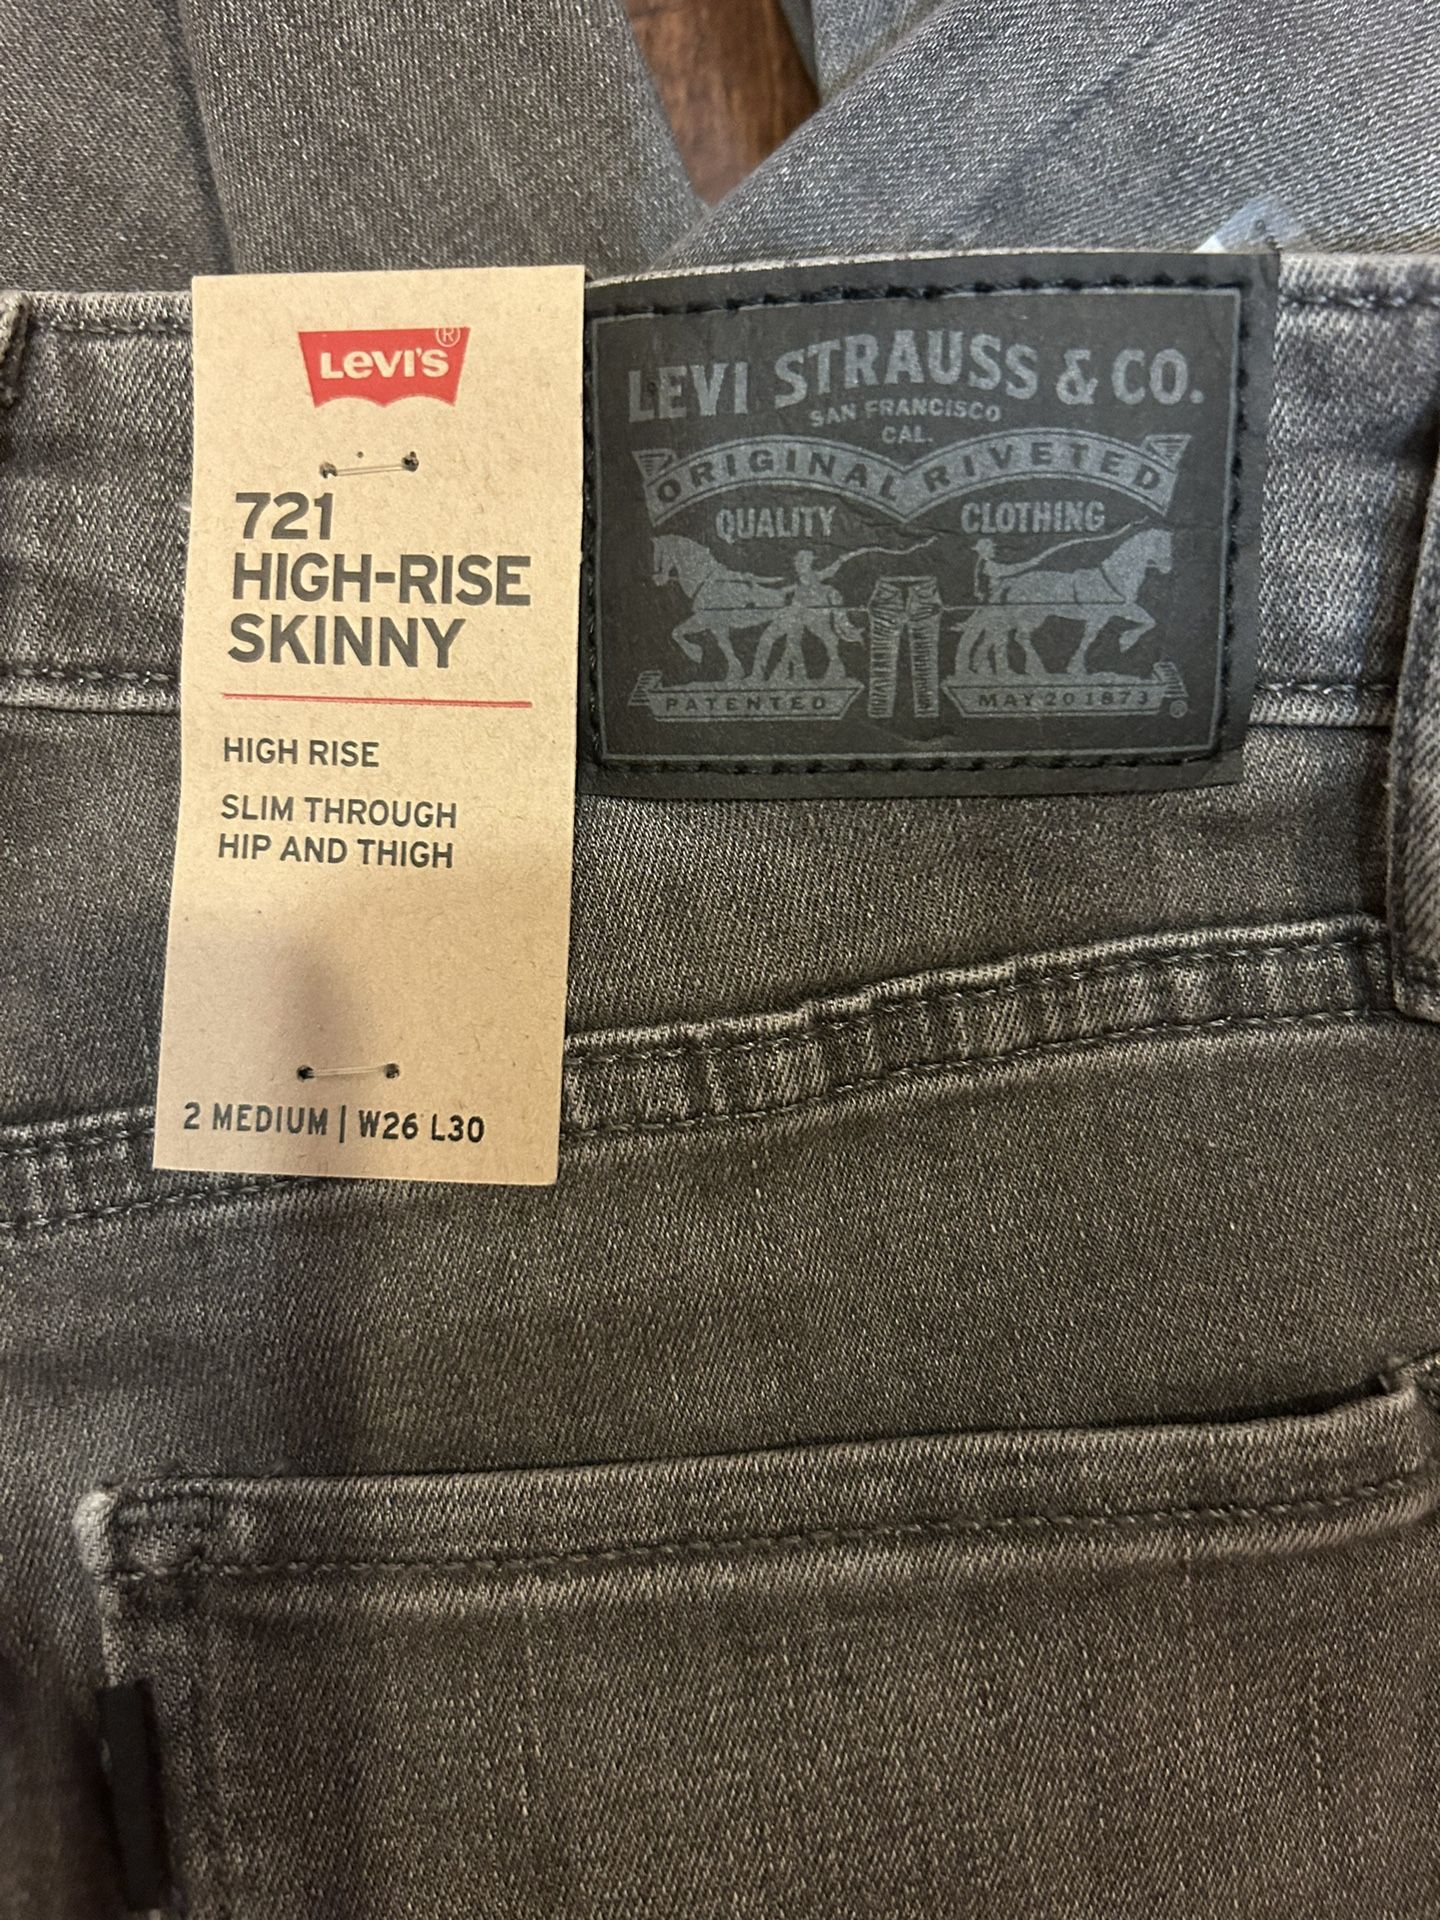 LEVI'S ®
721
HIGH-RISE
SKINNY
HIGH RISE
SLIM THROUGH
HIP AND THIGH
2 MEDIUM | W26 L30
LEVI STRAUSS & CO.
SAN FRANCISCO
CAL.
ORIGINAL RIVETED
QUALITY CLOTHING
PATENTED MAY 20 1873 ®